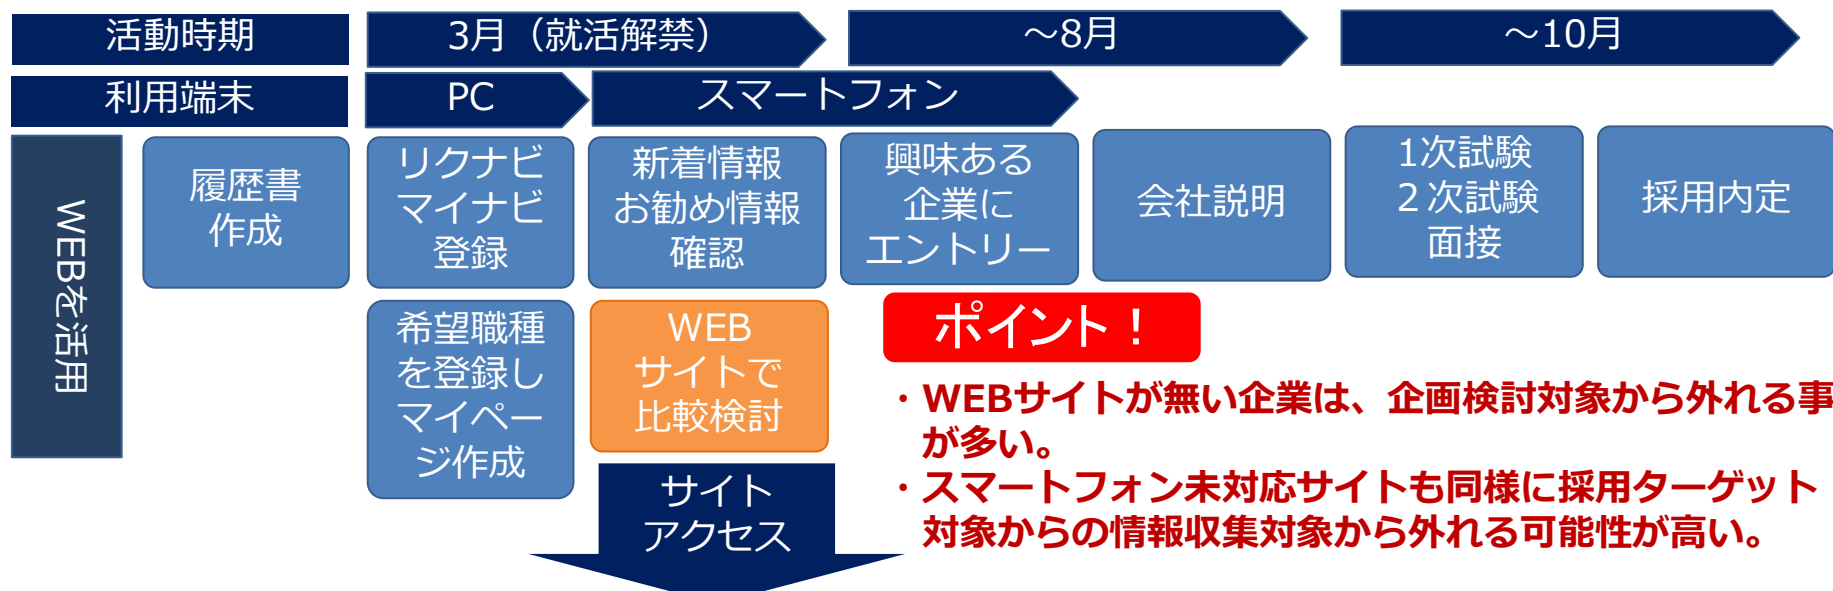 活動時期
3月（就活解禁）
～8月
～10月
利用端末
PC
スマートフォン
WEBを活用
履歴書
作成
リクナビ
マイナビ
登録
新着情報
お勧め情報
確認
興味ある
企業に
エントリー
会社説明
1次試験
２次試験
面接
採用内定
希望職種
を登録し
マイペー
ジ作成
WEB
サイトで
比較検討
サイト
アクセス
ポイント！
・WEBサイトが無い企業は、企画検討対象から外れる事
が多い。
・スマートフォン未対応サイトも同様に採用ターゲット
対象からの情報収集対象から外れる可能性が高い。